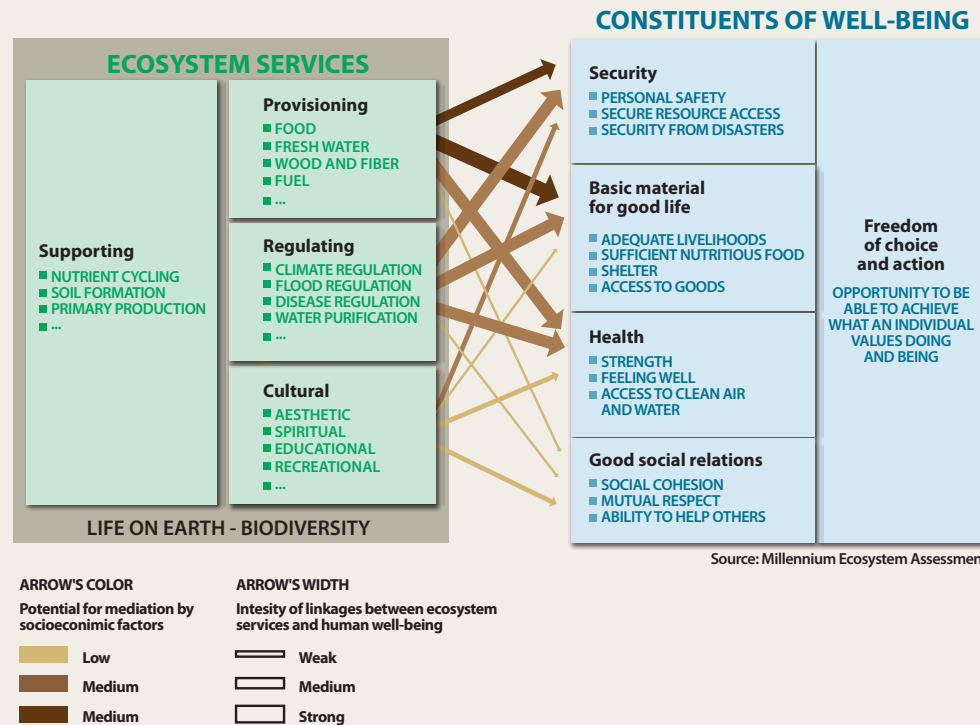 CONSTITUENTS OF WELL-BEING
ECOSYSTEM SERVICES
Supporting
NUTRIENT CYCLING
SOIL FORMATION
PRIMARY PRODUCTION
...
Provisioning
FOOD
FRESH WATER
WOOD AND FIBER
FUEL
...
Regulating
CLIMATE REGULATION
FLOOD REGULATION
DISEASE REGULATION
WATER PURIFICATION
...
Cultural
AESTHETIC
SPIRITUAL
EDUCATIONAL
RECREATIONAL
...
LIFE ON EARTH - BIODIVERSITY
Security
PERSONAL SAFETY
SECURE RESOURCE ACCESS
SECURITY FROM DISASTERS
Basic material
for good life
ADEQUATE LIVELIHOODS
SUFFICIENT NUTRITIOUS FOOD
SHELTER
ACCESS TO GOODS
Health
STRENGTH
FEELING WELL
ACCESS TO CLEAN AIR
AND WATER
Good social relations
SOCIAL COHESION
MUTUAL RESPECT
ABILITY TO HELP OTHERS
Freedom
of choice
and action
OPPORTUNITY TO BE
ABLE TO ACHIEVE
WHAT AN INDIVIDUAL
VALUES DOING
AND BEING
Source: Millennium Ecosystem Assessmen
ARROW'S COLOR
Potential for mediation by
socioeconimic factors
Low
Medium
Medium
ARROW'S WIDTH
Intesity of linkages between ecosystem
services and human well-being
Weak
Medium
Strong